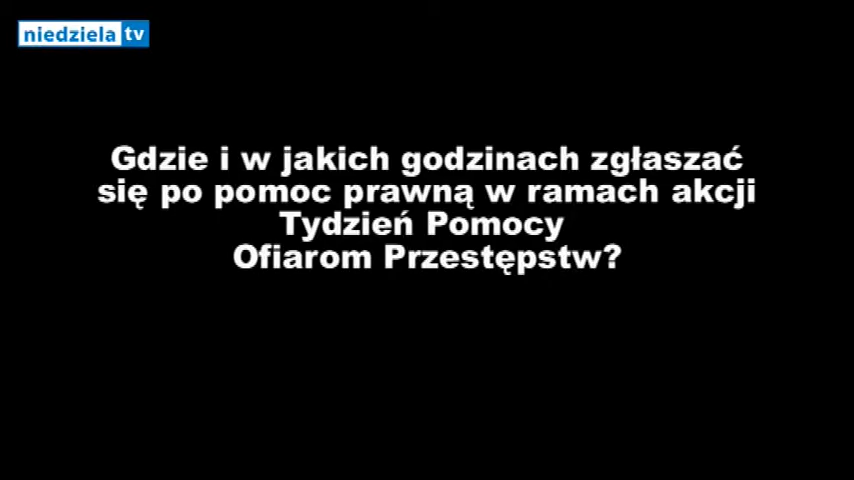 niedziela tv
Gdzie i w jakich godzinach zgłaszać
się po pomoc prawną w ramach akcji
Tydzień Pomocy
Ofiarom Przestępstw?